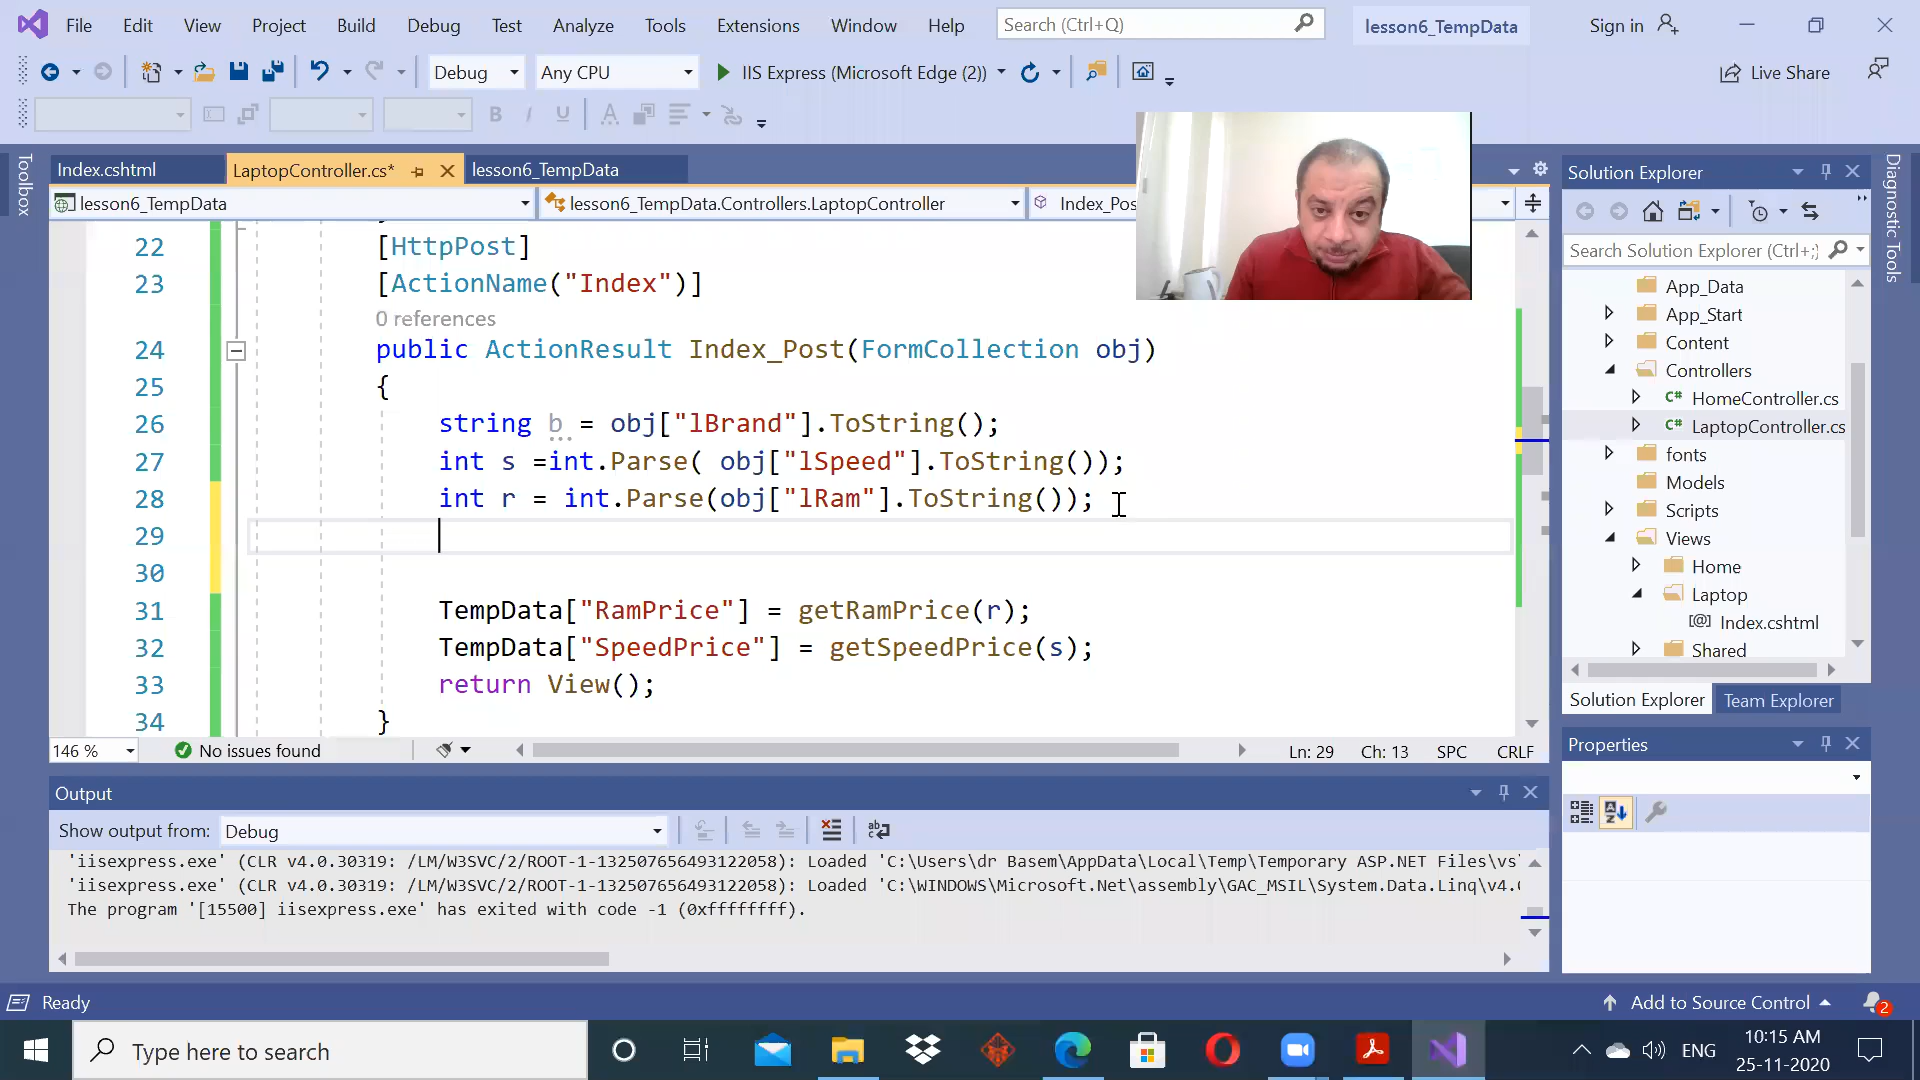 File Edit View Project Build Debug Test Analyze Tools Extensions Window Help Search (Ctrl+Q) lesson6_TempData Sign in
Debug Any CPU IIS Express (Microsoft Edge (2)) Live Share
B I U A
Toolbox
Index.cshtml LaptopController.cs* lesson6_TempData
lesson6_TempData lesson6_TempData.Controllers.LaptopController
22 [HttpPost]
23 [ActionName("Index")]
0 references
24 public ActionResult Index_Post(FormCollection obj)
25 {
26 string b = obj["lBrand"].ToString();
27 int s =int.Parse( obj["lSpeed"].ToString());
28 int r = int.Parse(obj["lRam"].ToString());
29
30
31 TempData["RamPrice"] = getRamPrice(r);
32 TempData["SpeedPrice"] = getSpeedPrice(s);
33 return View();
34 }
146 % No issues found Ln: 29 Ch: 13 SPC CRLF
Output
Show output from: Debug
'iisexpress.exe' (CLR v4.0.30319: /LM/W3SVC/2/ROOT-1-132507656493122058): Loaded 'C:\Users\dr Basem\AppData\Local\Temp\Temporary ASP.NET Files\vs
'iisexpress.exe' (CLR v4.0.30319: /LM/W3SVC/2/ROOT-1-132507656493122058): Loaded 'C:\WINDOWS\Microsoft.Net\assembly\GAC_MSIL\System.Data.Linq\v4.
The program '[15500] iisexpress.exe' has exited with code -1 (0xffffffff).
Solution Explorer
Search Solution Explorer (Ctrl+;)
App_Data
App_Start
Content
Controllers
C# HomeController.cs
C# LaptopController.cs
fonts
Models
Scripts
Views
Home
Laptop
[@] Index.cshtml
Shared
Solution Explorer Team Explorer
Properties
Diagnostic Tools
Ready Add to Source Control 2
Type here to search ENG 10:15 AM
25-11-2020